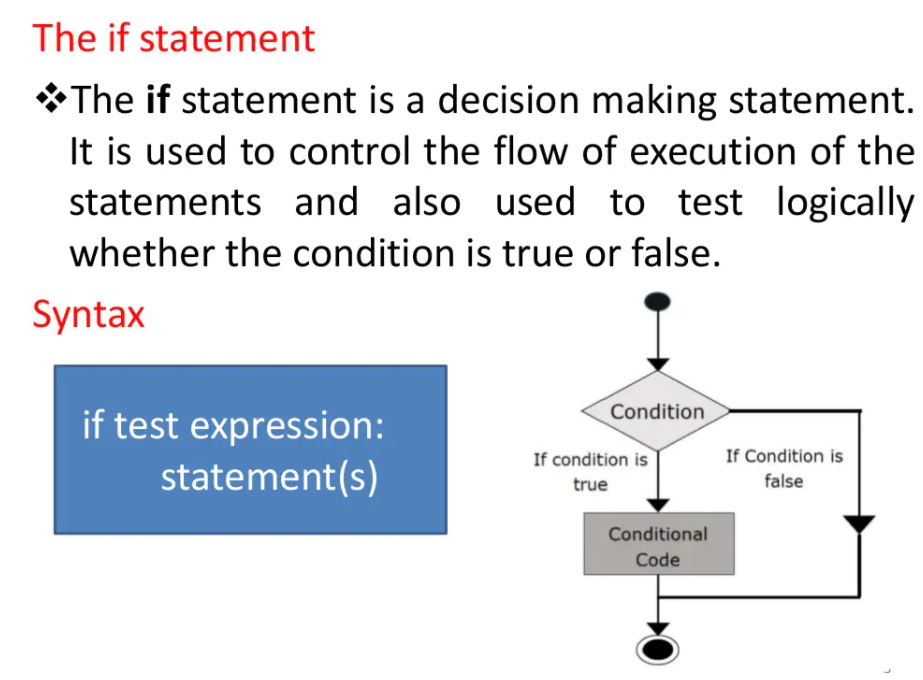 The if statement
❖The if statement is a decision making statement.
It is used to control the flow of execution of the
statements and also used to test logically
whether the condition is true or false.
Syntax
if test expression:
statement(s)
Condition
If condition is
true
If Condition is
false
Conditional
Code